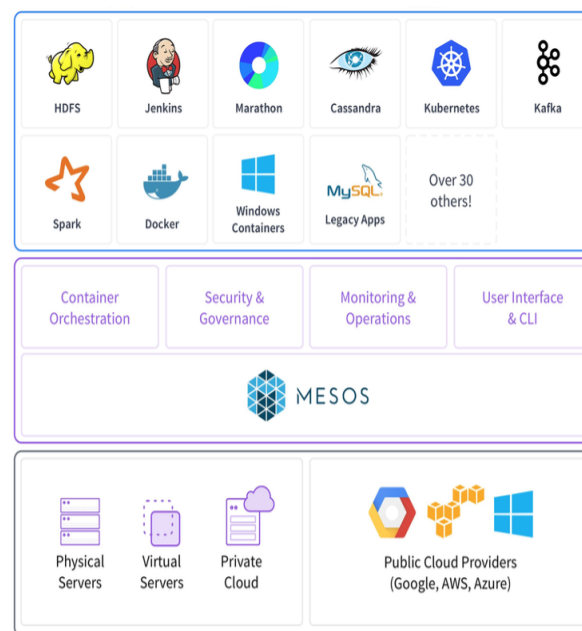 HDFS
Jenkins
Marathon
Cassandra
Kubernetes
Kafka
Spark
Docker
Windows
Containers
MySQL
Legacy Apps
Over 30
others!
Container
Orchestration
Security &
Governance
Monitoring &
Operations
User Interface
& CLI
MESOS
Physical
Servers
Virtual
Servers
Private
Cloud
Public Cloud Providers
(Google, AWS, Azure)